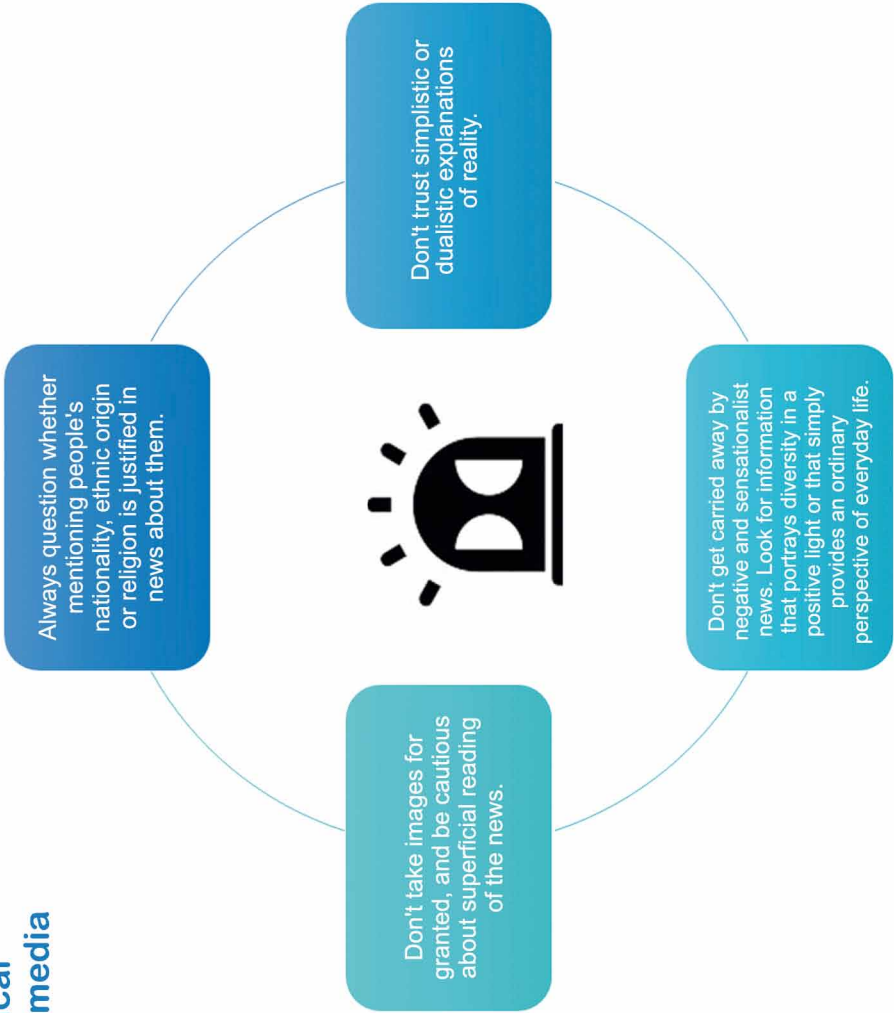 cal
media
Always question whether
mentioning people's
nationality, ethnic origin
or religion is justified in
news about them.
Don't trust simplistic or
dualistic explanations
of reality.
Don't get carried away by
negative and sensationalist
news. Look for information
that portrays diversity in a
positive light or that simply
provides an ordinary
perspective of everyday life.
Don't take images for
granted, and be cautious
about superficial reading
of the news.